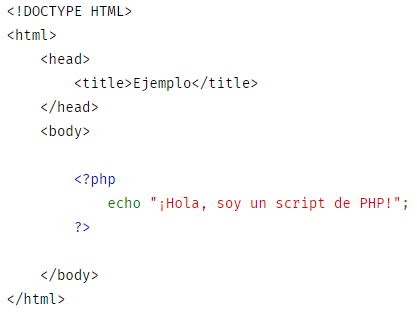 <!DOCTYPE HTML>
<html>
    <head>
        <title>Ejemplo</title>
    </head>
    <body>

        <?php
            echo "¡Hola, soy un script de PHP!";
        ?>

    </body>
</html>